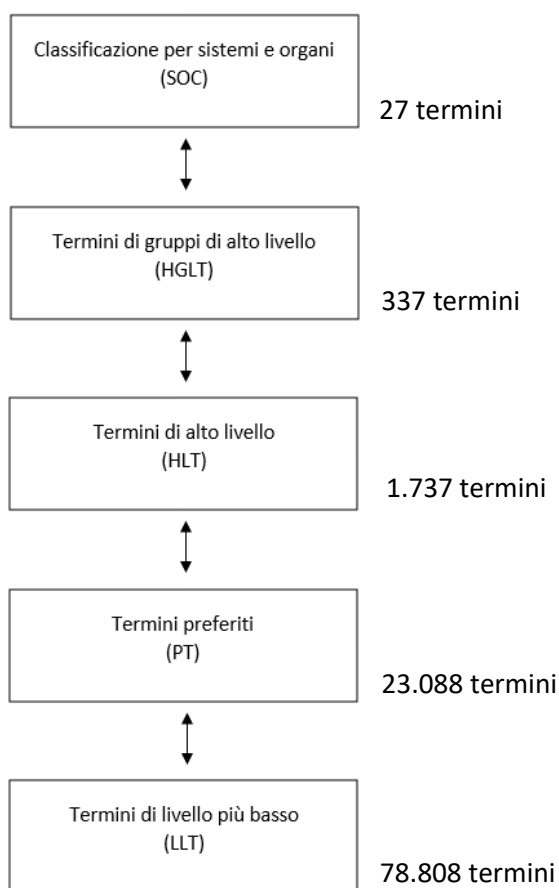 Classificazione per sistemi e organi
(SOC)
27 termini
Termini di gruppi di alto livello
(HGLT)
337 termini
Termini di alto livello
(HLT)
1.737 termini
Termini preferiti
(PT)
23.088 termini
Termini di livello più basso
(LLT)
78.808 termini